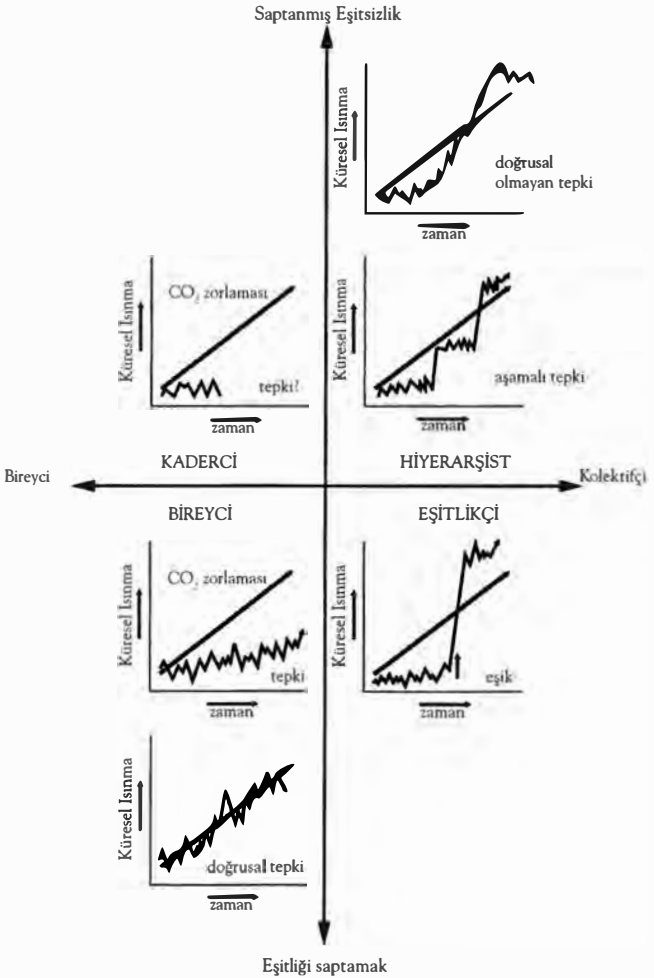 Saptanmış Eşitsizlik
Küresel Isınma
doğrusal
olmayan tepki
zaman
Küresel Isınma
CO₂ zorlaması
tepki?
zaman
Küresel Isınma
aşamalı tepki
zaman
KADERCİ
HİYERARŞİST
Bireyci
Kolektifçi
BİREYCİ
EŞİTLİKÇİ
Küresel Isınma
CO₂ zorlaması
tepki
zaman
Küresel Isınma
eşik
zaman
Küresel Isınma
doğrusal tepki
zaman
Eşitliği saptamak